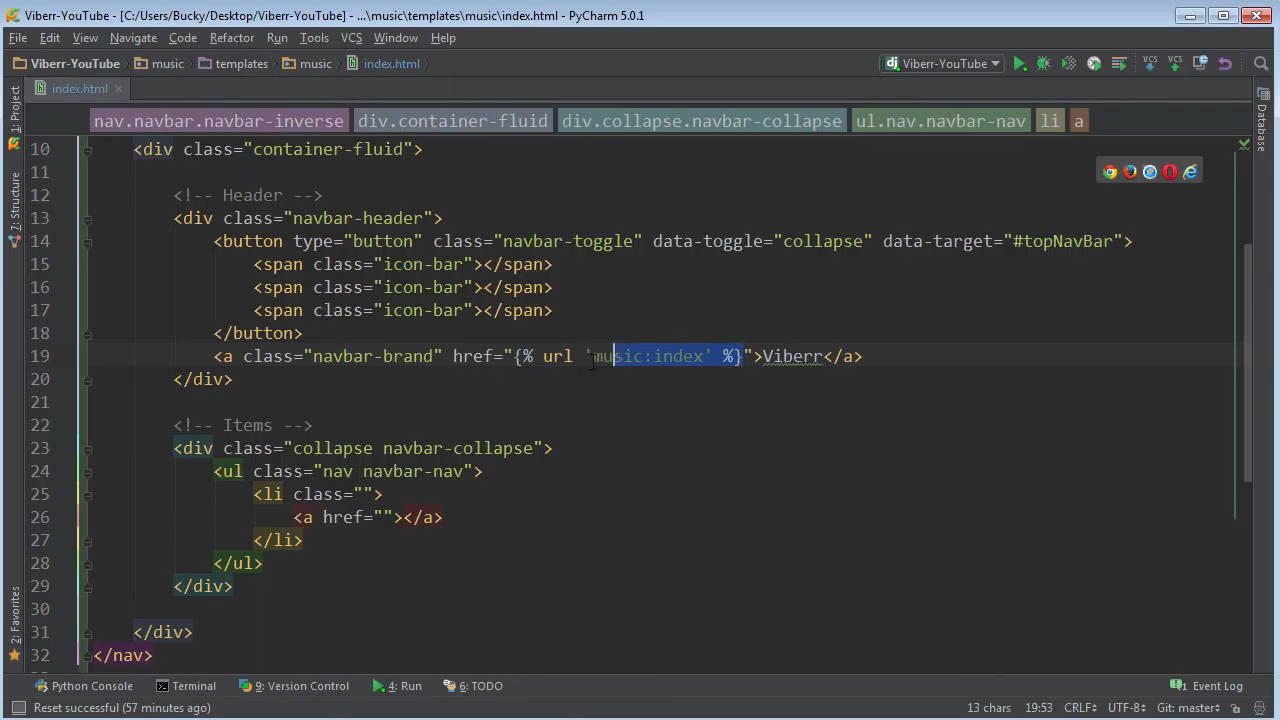 Viberr-YouTube - [C:/Users/Bucky/Desktop/Viberr-YouTube] - ...\music\templates\music\index.html - PyCharm 5.0.1
File Edit View Navigate Code Refactor Run Tools VCS Window Help
Viberr-YouTube music templates music index.html Viberr-YouTube
index.html
nav.navbar.navbar-inverse div.container-fluid div.collapse.navbar-collapse ul.nav.navbar-nav li a
1: Project
7: Structure
2: Favorites
Database
10 <div class="container-fluid">
11
12 <!-- Header -->
13 <div class="navbar-header">
14 <button type="button" class="navbar-toggle" data-toggle="collapse" data-target="#topNavBar">
15 <span class="icon-bar"></span>
16 <span class="icon-bar"></span>
17 <span class="icon-bar"></span>
18 </button>
19 <a class="navbar-brand" href="{% url 'music:index' %}">Viberr</a>
20 </div>
21
22 <!-- Items -->
23 <div class="collapse navbar-collapse">
24 <ul class="nav navbar-nav">
25 <li class="">
26 <a href=""></a>
27 </li>
28 </ul>
29 </div>
30
31 </div>
32 </nav>
Python Console Terminal 9: Version Control 4: Run 6: TODO 1 Event Log
Reset successful (57 minutes ago) 13 chars 19:53 CRLF UTF-8 Git: master